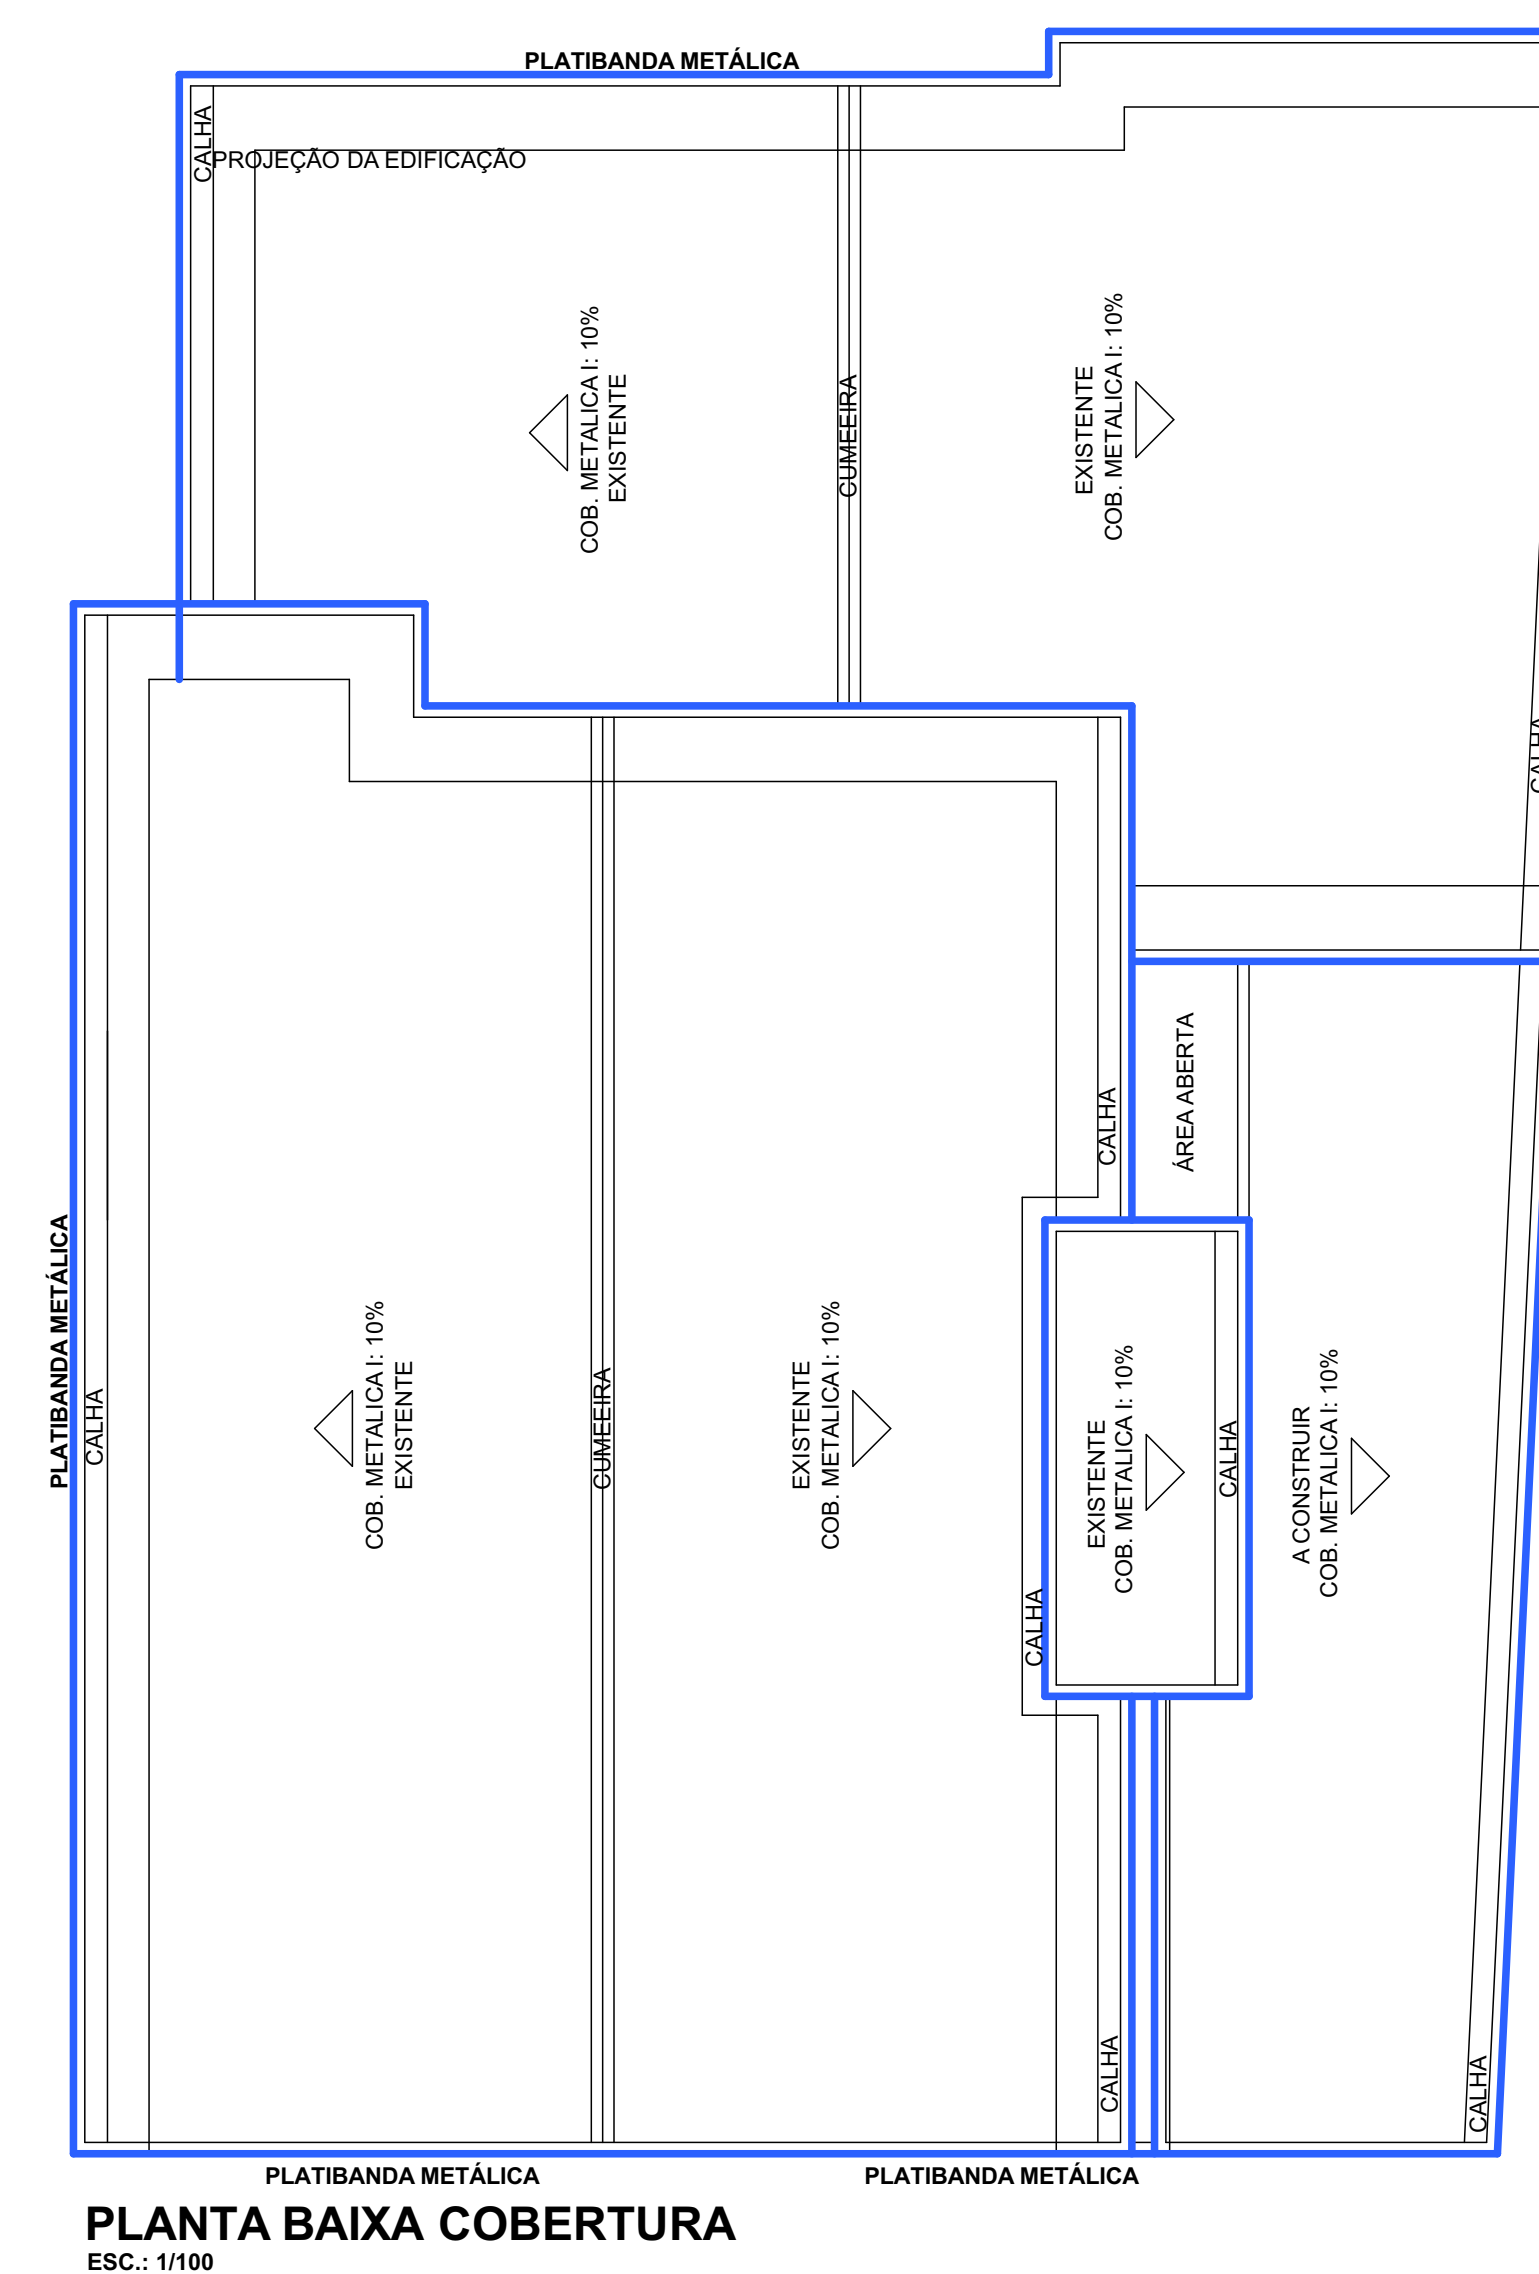 PLATIBANDA METÁLICA
CALHA
PROJEÇÃO DA EDIFICAÇÃO
COB. METALICA I: 10%
EXISTENTE
CUMEEIRA
EXISTENTE
COB. METALICA I: 10%
CALHA
CALHA
ÁREA ABERTA
PLATIBANDA METÁLICA
CALHA
COB. METALICA I: 10%
EXISTENTE
CUMEEIRA
EXISTENTE
COB. METALICA I: 10%
CALHA
EXISTENTE
COB. METALICA I: 10%
CALHA
A CONSTRUIR
COB. METALICA I: 10%
CALHA
CALHA
PLATIBANDA METÁLICA
PLATIBANDA METÁLICA
PLANTA BAIXA COBERTURA
ESC.: 1/100